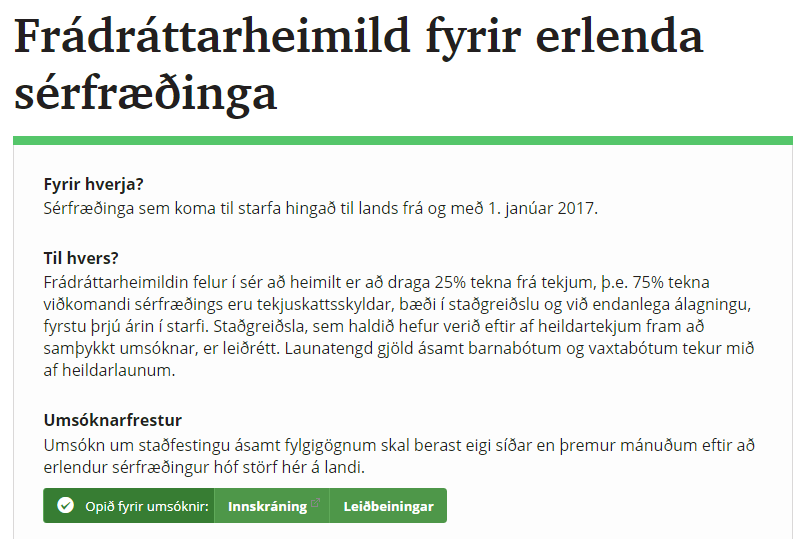 Frádráttarheimild fyrir erlenda
sérfræðinga
Fyrir hverja?
Sérfræðinga sem koma til starfa hingað til lands frá og með 1. janúar 2017.
Til hvers?
Frádráttarheimildin felur í sér að heimilt er að draga 25% tekna frá tekjum, þ.e. 75% tekna
viðkomandi sérfræðings eru tekjuskattsskyldar, bæði í staðgreiðslu og við endanlega álagningu,
fyrstu þrjú árin í starfi. Staðgreiðsla, sem haldið hefur verið eftir af heildartekjum fram að
samþykkt umsóknar, er leiðrétt. Launatengd gjöld ásamt barnabótum og vaxtabótum tekur mið
af heildarlaunum.
Umsóknarfrestur
Umsókn um staðfestingu ásamt fylgigögnum skal berast eigi síðar en þremur mánuðum eftir að
erlendur sérfræðingur hóf störf hér á landi.
Opið fyrir umsóknir: Innskráning Leiðbeiningar